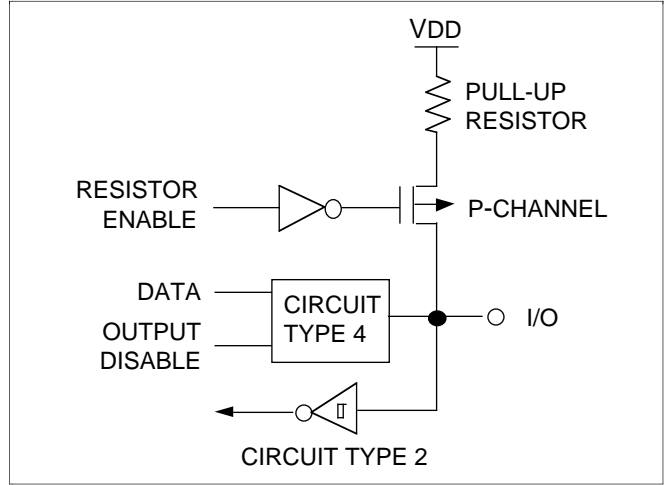 VDD
PULL-UP
RESISTOR
RESISTOR
ENABLE
P-CHANNEL
DATA
OUTPUT
DISABLE
CIRCUIT
TYPE 4
I/O
CIRCUIT TYPE 2